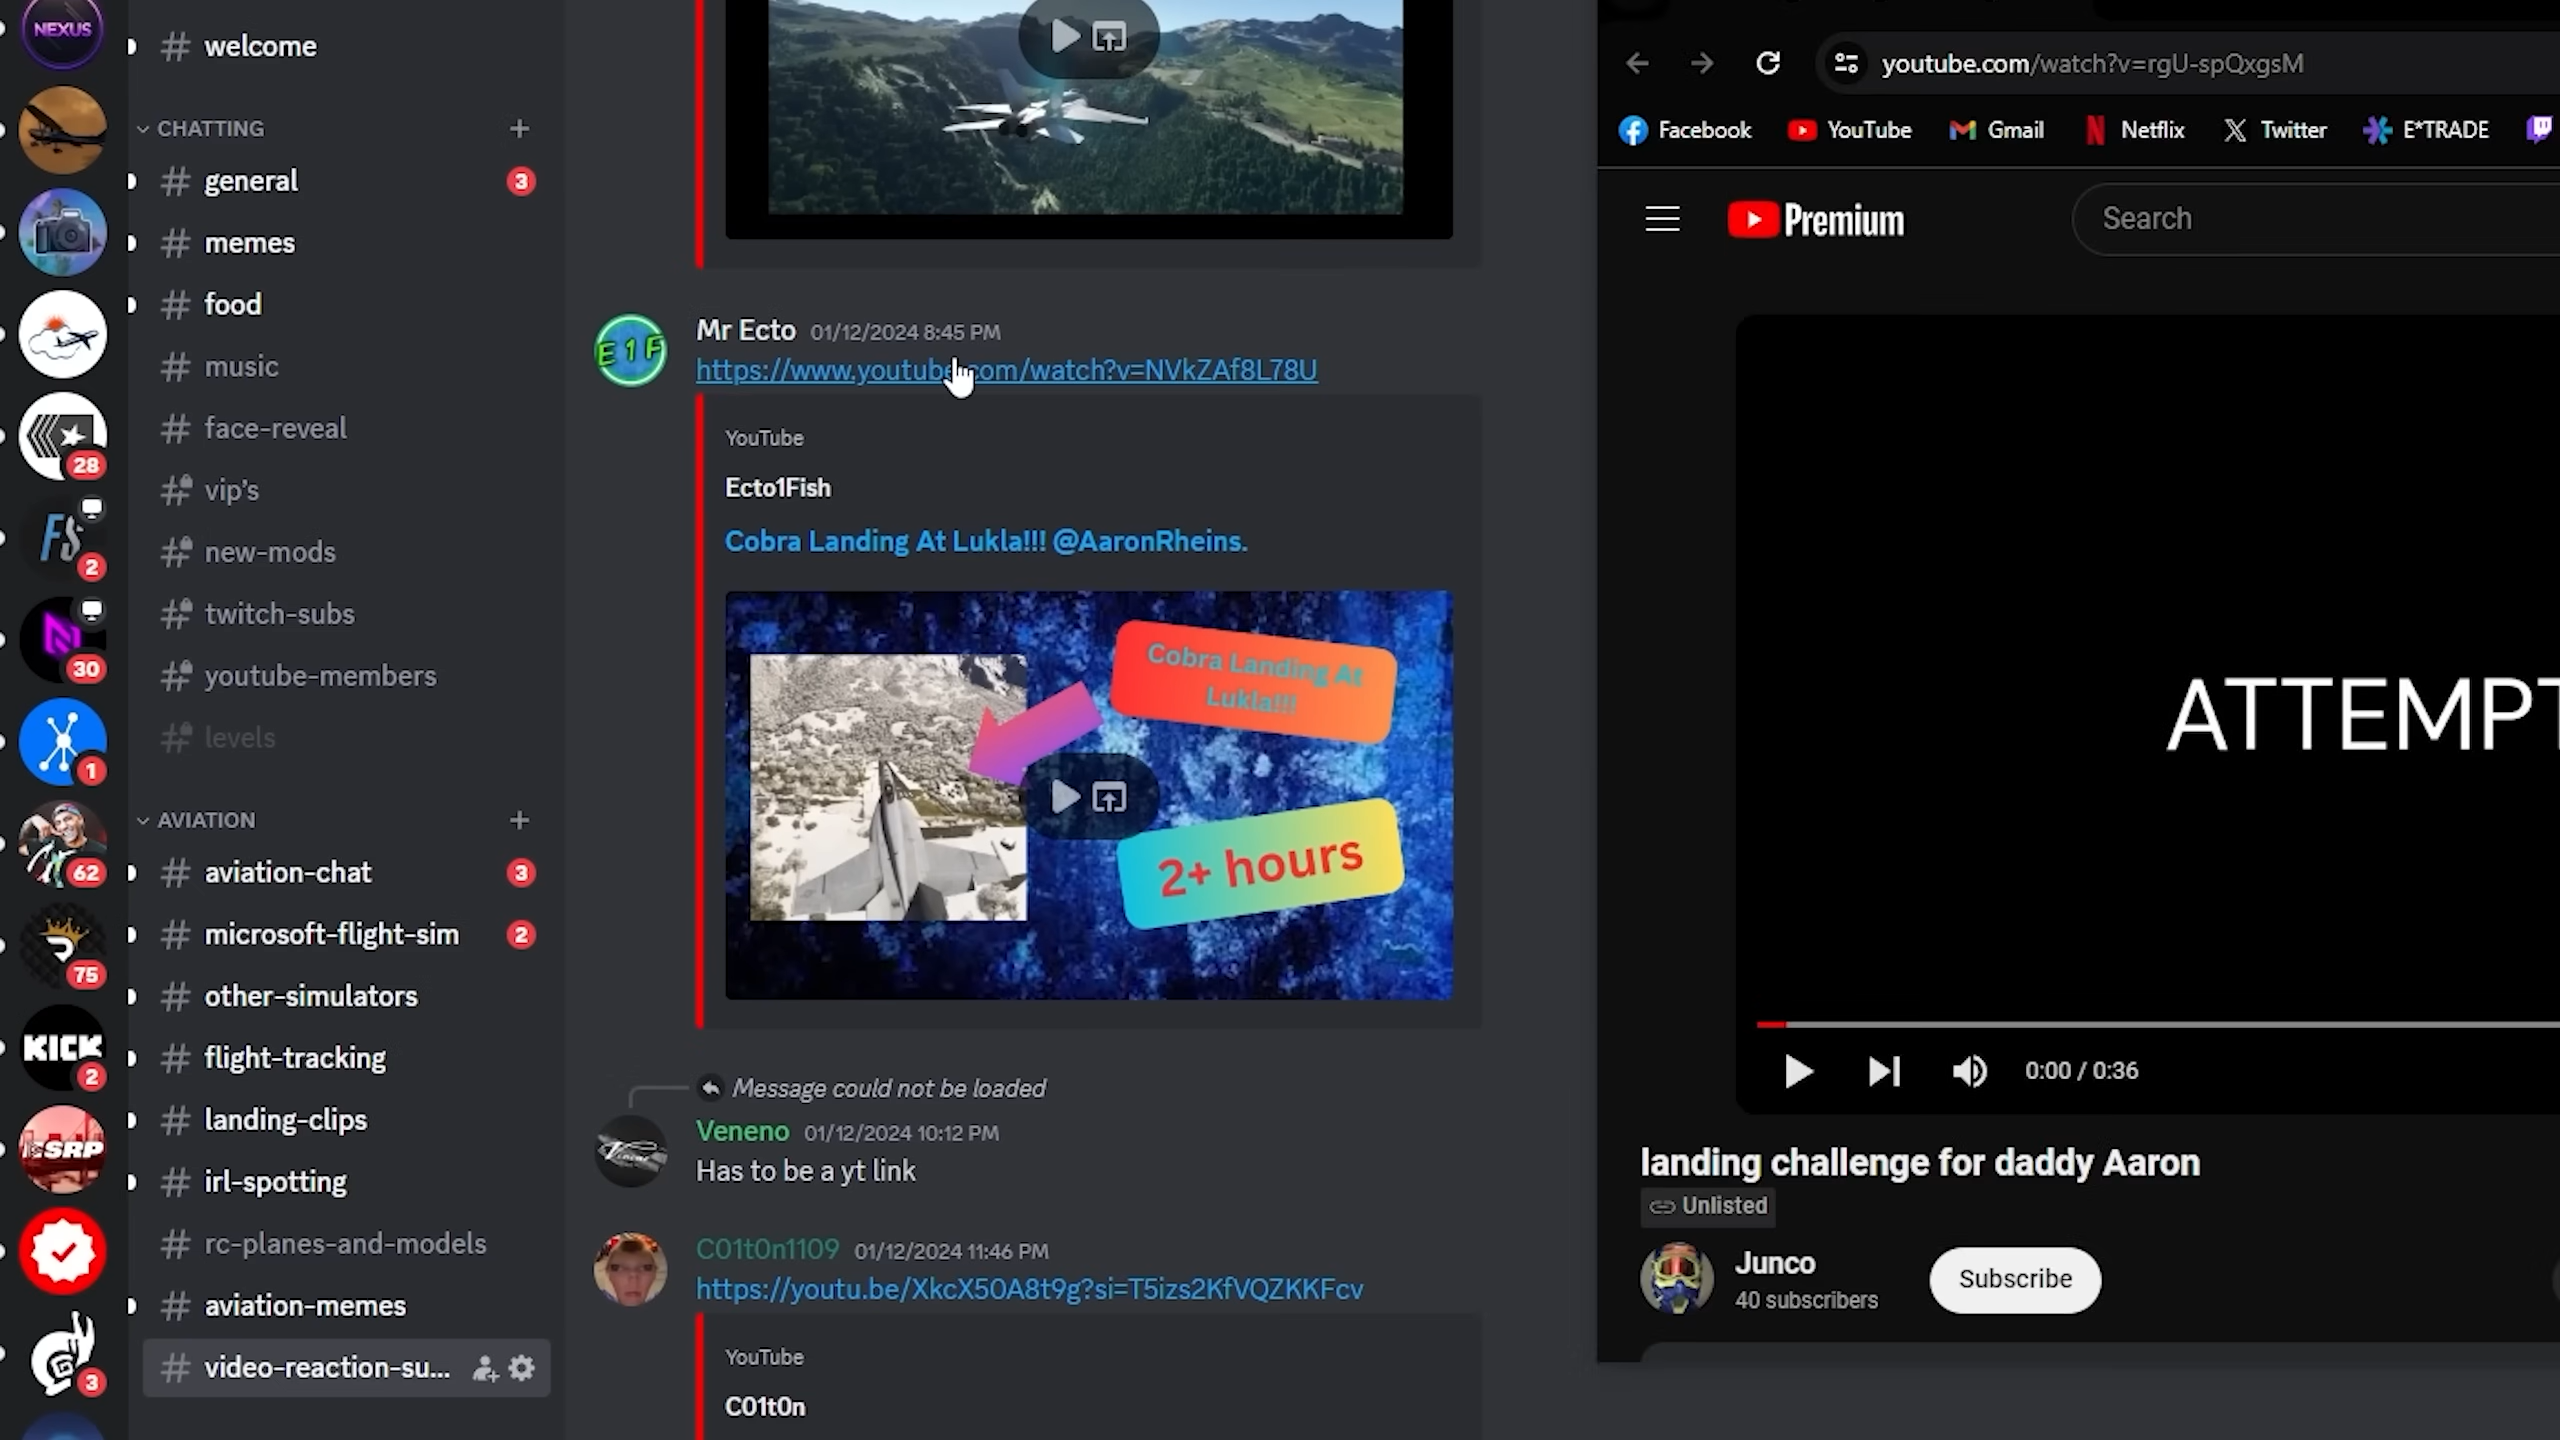 NEXUS
28
FS
2
30
1
62
75
KICK
2
SRP
3
welcome
CHATTING
general
3
memes
food
music
face-reveal
vip's
new-mods
twitch-subs
youtube-members
levels
AVIATION
aviation-chat
3
microsoft-flight-sim
2
other-simulators
flight-tracking
landing-clips
irl-spotting
rc-planes-and-models
aviation-memes
video-reaction-su...
E1F
Mr Ecto 01/12/2024 8:45 PM
https://www.youtube.com/watch?v=NVkZAf8L78U
YouTube
Ecto1Fish
Cobra Landing At Lukla!!! @AaronRheins.
Cobra Landing At
Lukla!!!
2+ hours
Message could not be loaded
Veneno 01/12/2024 10:12 PM
Has to be a yt link
C01t0n1109 01/12/2024 11:46 PM
https://youtu.be/XkcX50A8t9g?si=T5izs2KfVQZKKFcv
YouTube
C01t0n
youtube.com/watch?v=rgU-spQxgsM
Facebook YouTube Gmail Netflix Twitter E*TRADE
Premium
Search
ATTEMPT
0:00 / 0:36
landing challenge for daddy Aaron
Unlisted
Junco
40 subscribers
Subscribe